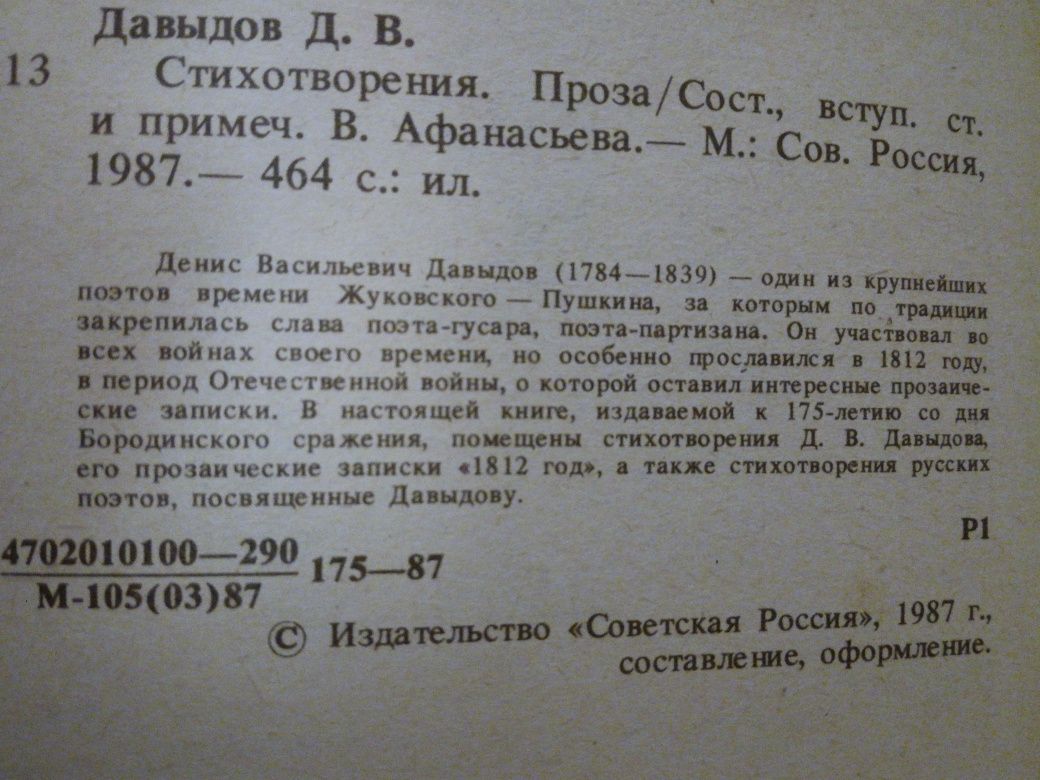 Давыдов Д. В.
13 Стихотворения. Проза/Сост., вступ. ст.
и примеч. В. Афанасьева.— М.: Сов. Россия,
1987.— 464 с.: ил.
Денис Васильевич Давыдов (1784—1839) — один из крупнейших
поэтов времени Жуковского — Пушкина, за которым по традиции
закрепилась слава поэта-гусара, поэта-партизана. Он участвовал во
всех войнах своего времени, но особенно прославился в 1812 году,
в период Отечественной войны, о которой оставил интересные прозаиче-
ские записки. В настоящей книге, издаваемой к 175-летию со дня
Бородинского сражения, помещены стихотворения Д. В. Давыдова,
его прозаические записки «1812 год», а также стихотворения русских
поэтов, посвященные Давыдову.
Р1
4702010100—290
М-105(03)87
175—87
© Издательство «Советская Россия», 1987 г.,
составление, оформление.